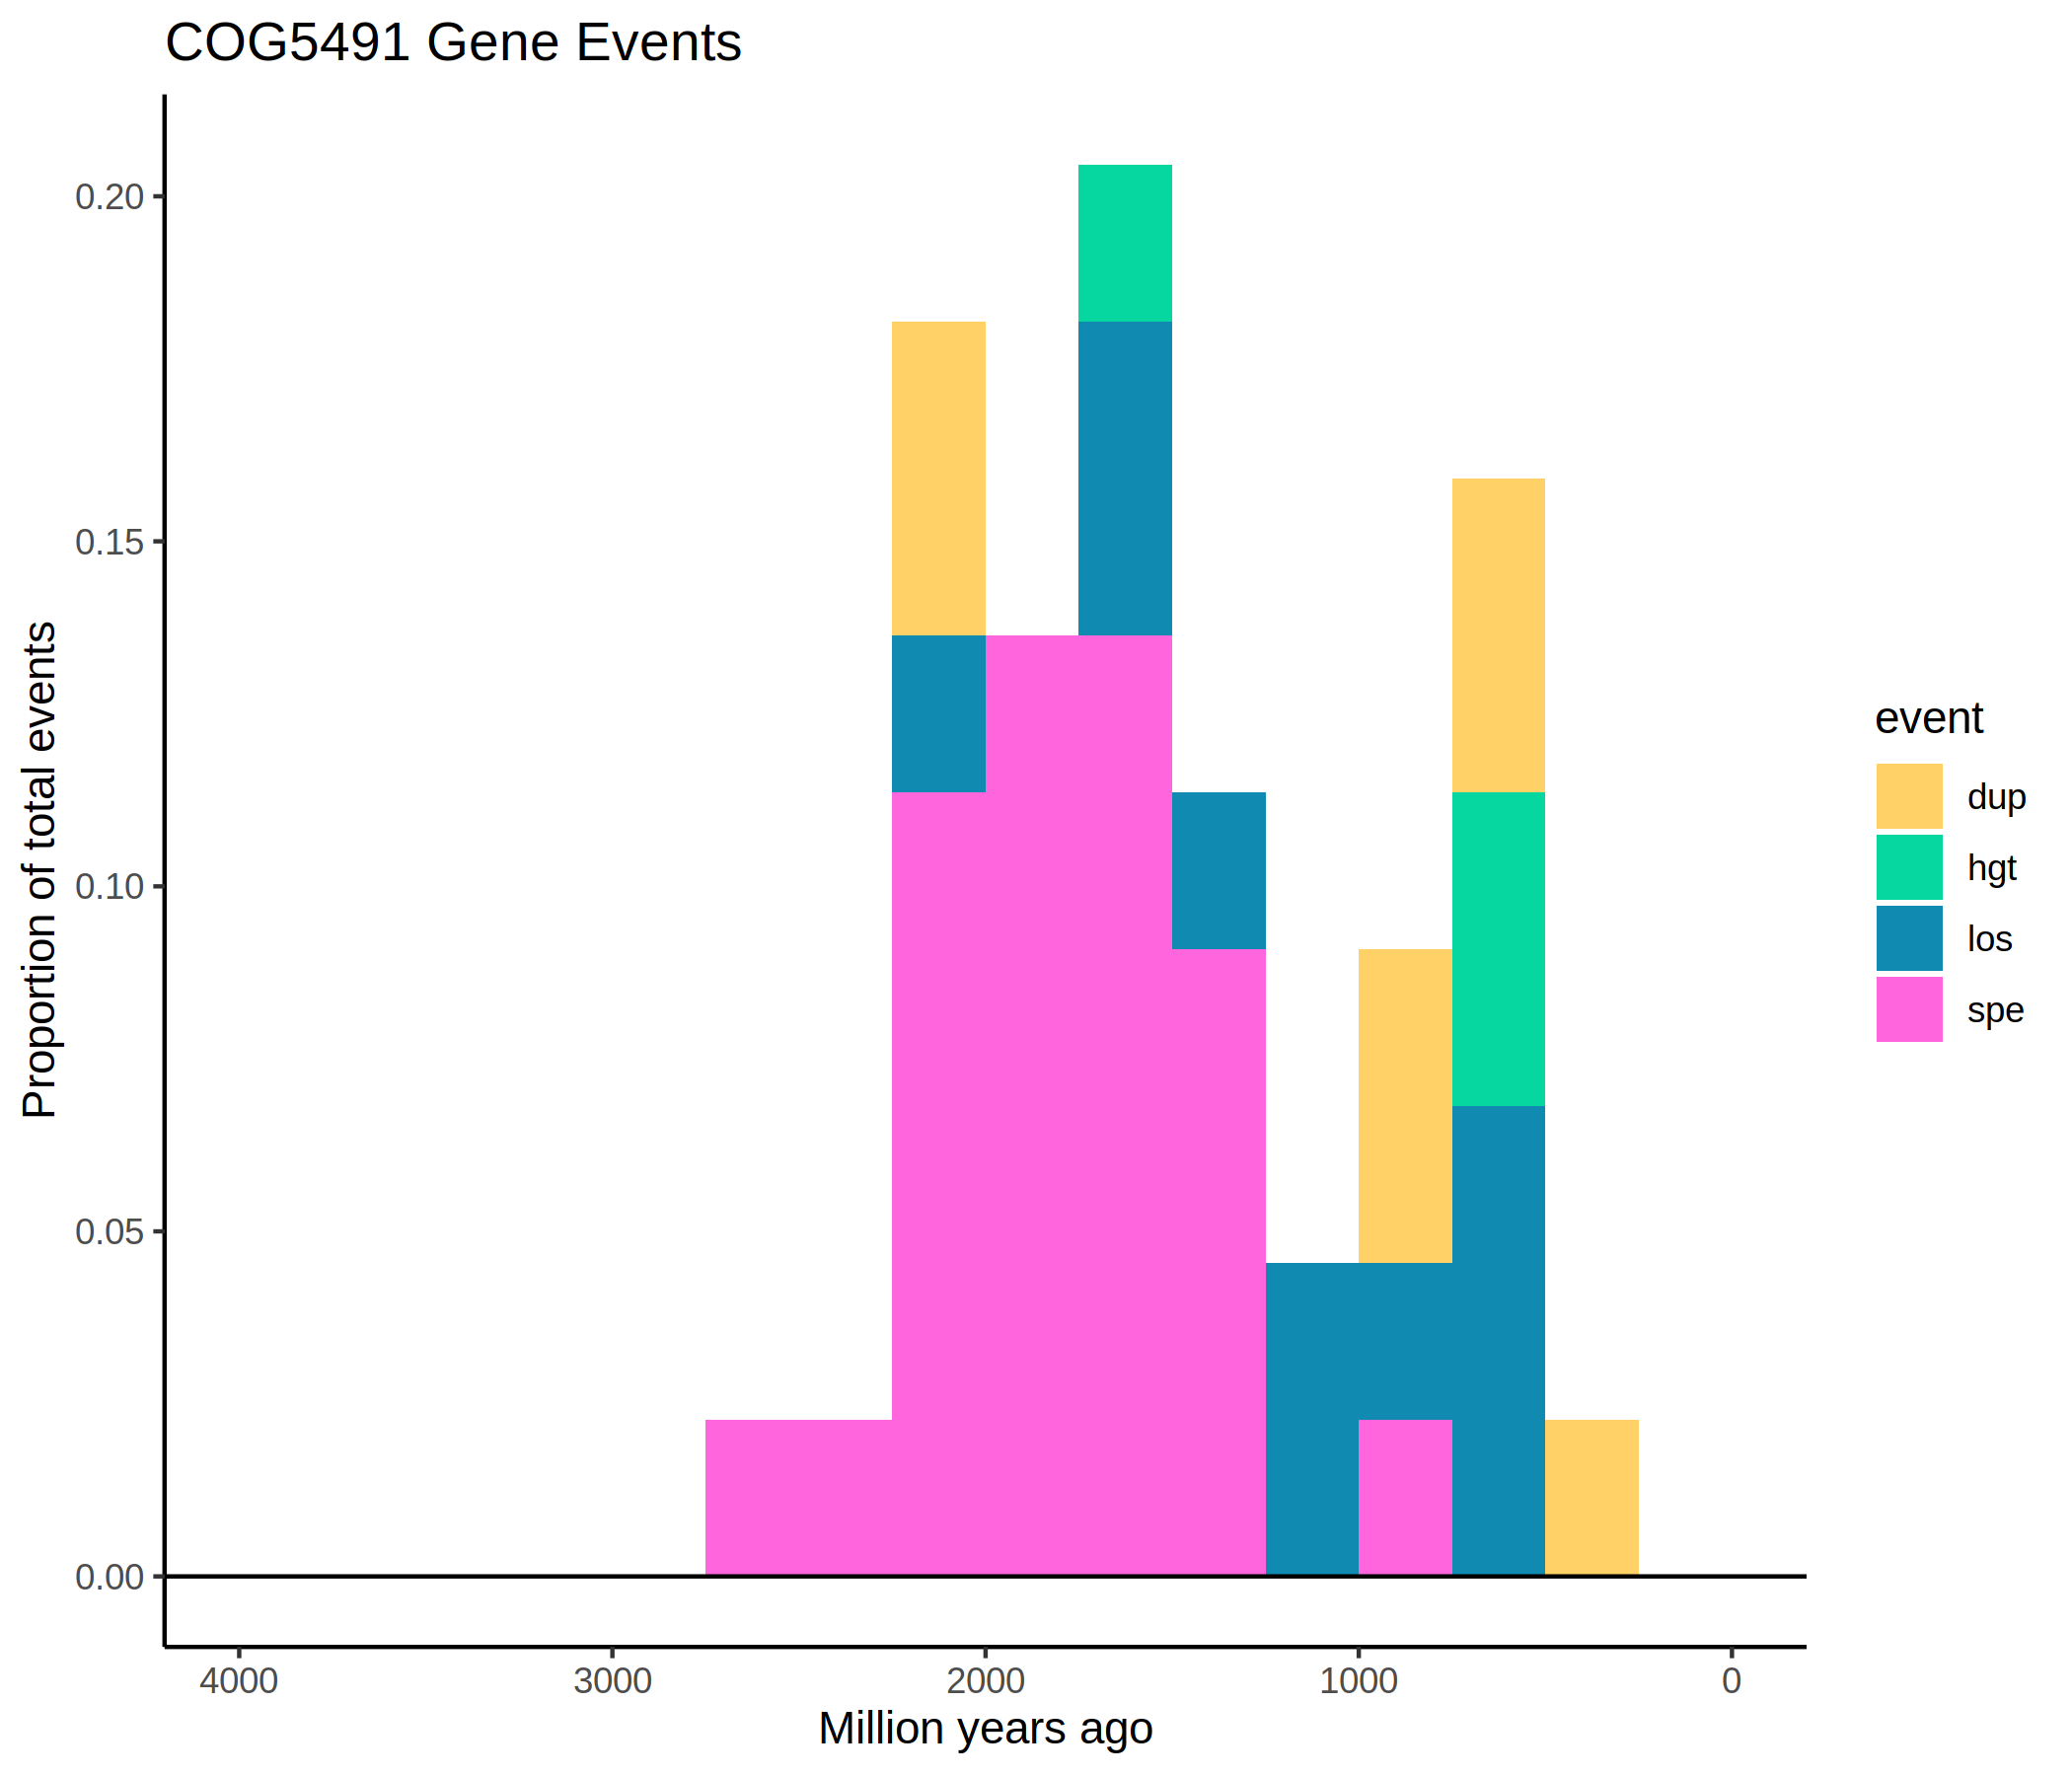 COG5491 Gene Events
Proportion of total events
0.20
0.15
0.10
0.05
0.00
4000 3000 2000 1000 0
Million years ago
event
dup
hgt
los
spe